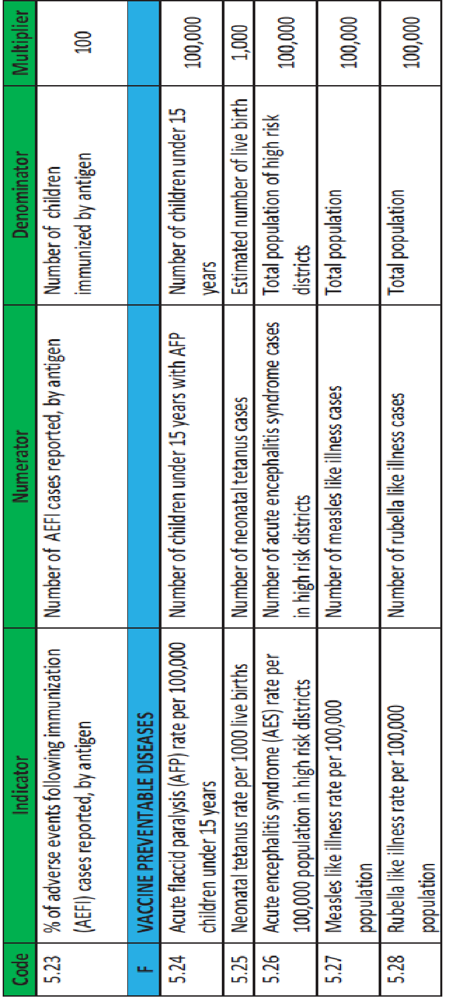 Code Indicator Numerator Denominator Multiplier
5.23 % of adverse events following immunization Number of AEFI cases reported, by antigen Number of children 100
(AEFI) cases reported, by antigen immunized by antigen
F VACCINE PREVENTABLE DISEASES
5.24 Acute flaccid paralysis (AFP) rate per 100,000 Number of children under 15 years with AFP Number of children under 15 100,000
children under 15 years years
5.25 Neonatal tetanus rate per 1000 live births Number of neonatal tetanus cases Estimated number of live birth 1,000
5.26 Acute encephalitis syndrome (AES) rate per Number of acute encephalitis syndrome cases Total population of high risk 100,000
100,000 population in high risk districts in high risk districts districts
5.27 Measles like illness rate per 100,000 Number of measles like illness cases Total population 100,000
population
5.28 Rubella like illness rate per 100,000 Number of rubella like illness cases Total population 100,000
population